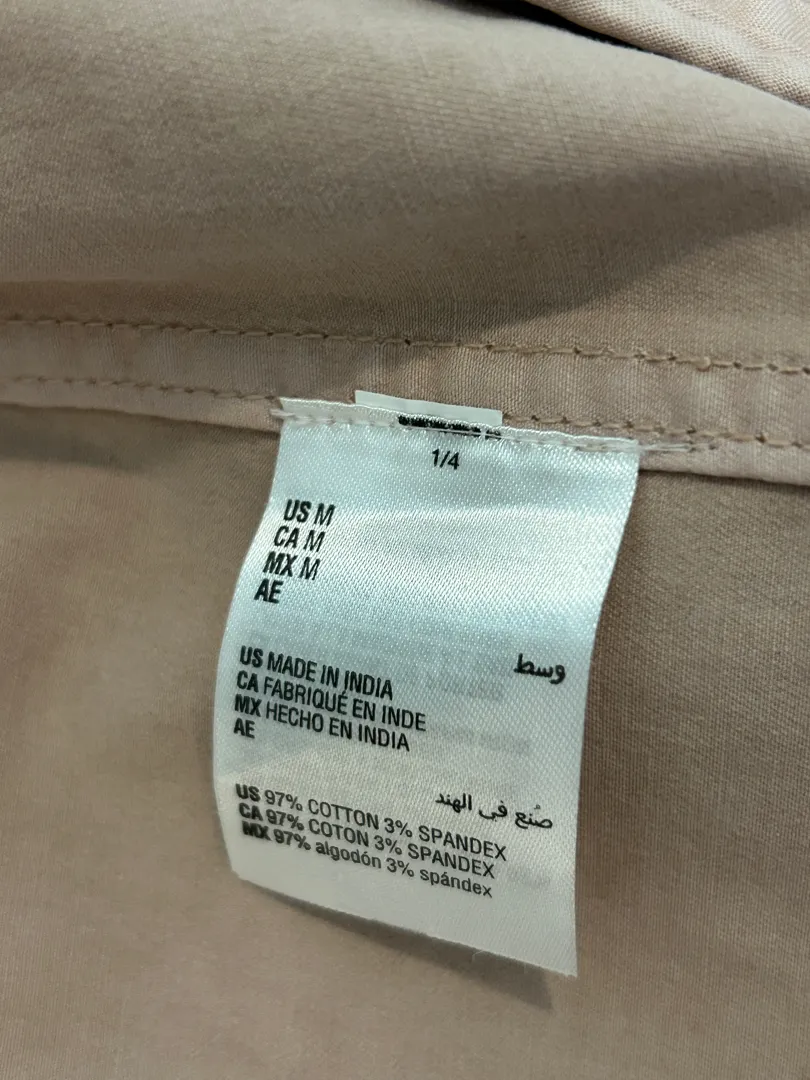 1/4
US M
CA M
MX M
AE
وسط
US MADE IN INDIA
CA FABRIQUÉ EN INDE
MX HECHO EN INDIA
AE
صُنع في الهند
US 97% COTTON 3% SPANDEX
CA 97% COTON 3% SPANDEX
MX 97% algodón 3% spándex